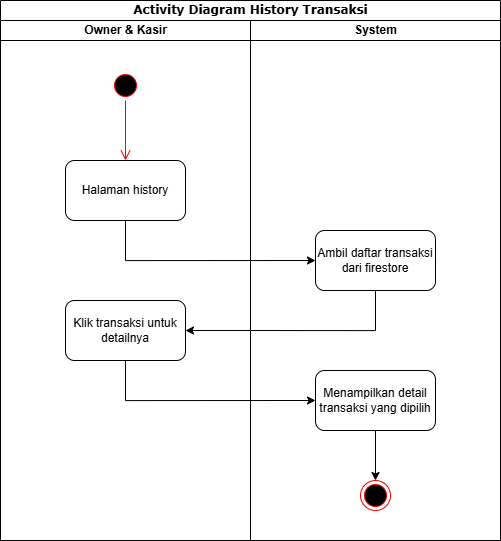 Activity Diagram History Transaksi
Owner & Kasir
System
Halaman history
Ambil daftar transaksi
dari firestore
Klik transaksi untuk
detailnya
Menampilkan detail
transaksi yang dipilih